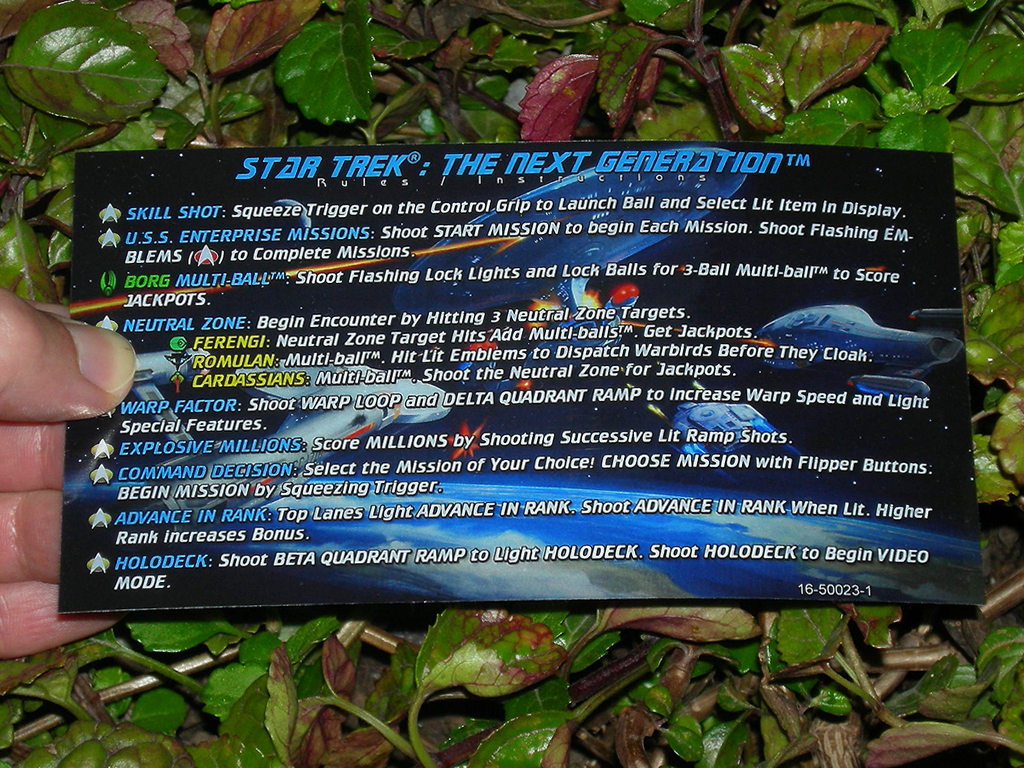 STAR TREK®: THE NEXT GENERATION™
Rules / Instructions
SKILL SHOT: Squeeze Trigger on the Control Grip to Launch Ball and Select Lit Item in Display.
U.S.S. ENTERPRISE MISSIONS: Shoot START MISSION to begin Each Mission. Shoot Flashing EM-
BLEMS ( ) to Complete Missions.
BORG MULTI-BALL™: Shoot Flashing Lock Lights and Lock Balls for 3-Ball Multi-ball™ to Score
JACKPOTS.
NEUTRAL ZONE: Begin Encounter by Hitting 3 Neutral Zone Targets.
FERENGI: Neutral Zone Target Hits Add Multi-balls™. Get Jackpots.
ROMULAN: Multi-ball™. Hit Lit Emblems to Dispatch Warbirds Before They Cloak.
CARDASSIANS: Multi-ball™. Shoot the Neutral Zone for Jackpots.
WARP FACTOR: Shoot WARP LOOP and DELTA QUADRANT RAMP to Increase Warp Speed and Light
Special Features.
EXPLOSIVE MILLIONS: Score MILLIONS by Shooting Successive Lit Ramp Shots.
COMMAND DECISION: Select the Mission of Your Choice! CHOOSE MISSION with Flipper Buttons.
BEGIN MISSION by Squeezing Trigger.
ADVANCE IN RANK: Top Lanes Light ADVANCE IN RANK. Shoot ADVANCE IN RANK When Lit. Higher
Rank increases Bonus.
HOLODECK: Shoot BETA QUADRANT RAMP to Light HOLODECK. Shoot HOLODECK to Begin VIDEO
MODE.
16-50023-1